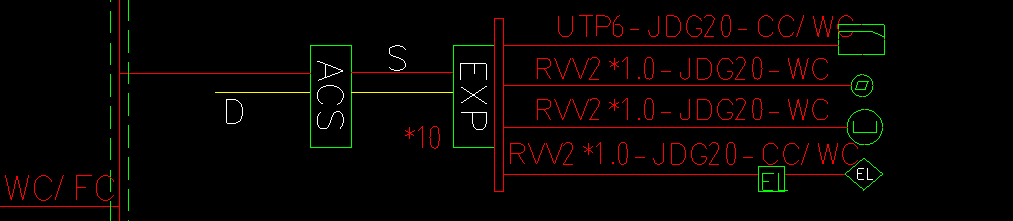 UTP6-JDG20-CC/WC
S
RVV2*1.0-JDG20-WC
ACS
EXP
D
RVV2*1.0-JDG20-WC
*10
RVV2*1.0-JDG20-CC/WC
EL
EL
WC/FC